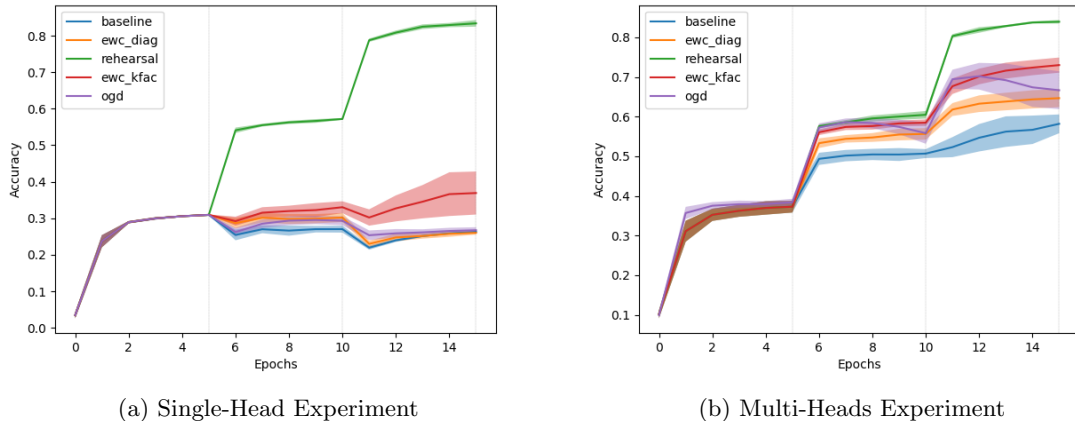 baseline
ewc_diag
rehearsal
ewc_kfac
ogd
Accuracy
0.8
0.7
0.6
0.5
0.4
0.3
0.2
0.1
0.0
0 2 4 6 8 10 12 14
Epochs
(a) Single-Head Experiment
baseline
ewc_diag
rehearsal
ewc_kfac
ogd
Accuracy
0.8
0.7
0.6
0.5
0.4
0.3
0.2
0.1
0 2 4 6 8 10 12 14
Epochs
(b) Multi-Heads Experiment